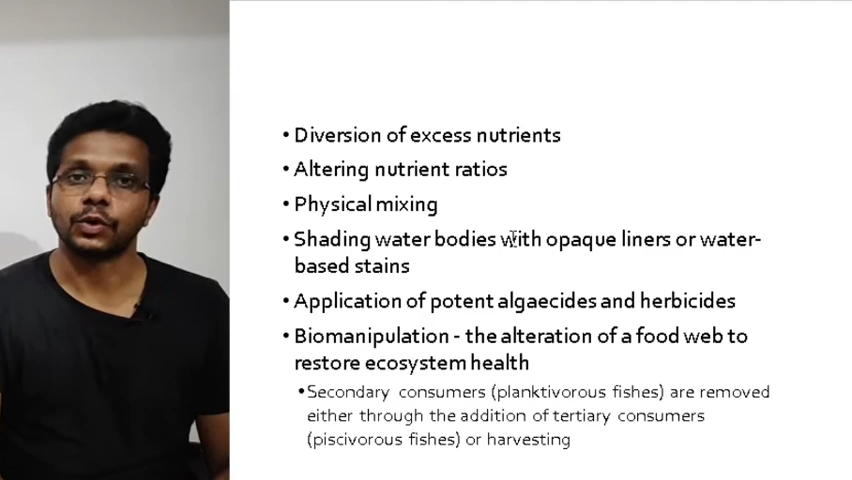 • Diversion of excess nutrients
• Altering nutrient ratios
• Physical mixing
• Shading water bodies with opaque liners or water-
based stains
• Application of potent algaecides and herbicides
• Biomanipulation - the alteration of a food web to
restore ecosystem health
• Secondary consumers (planktivorous fishes) are removed
either through the addition of tertiary consumers
(piscivorous fishes) or harvesting